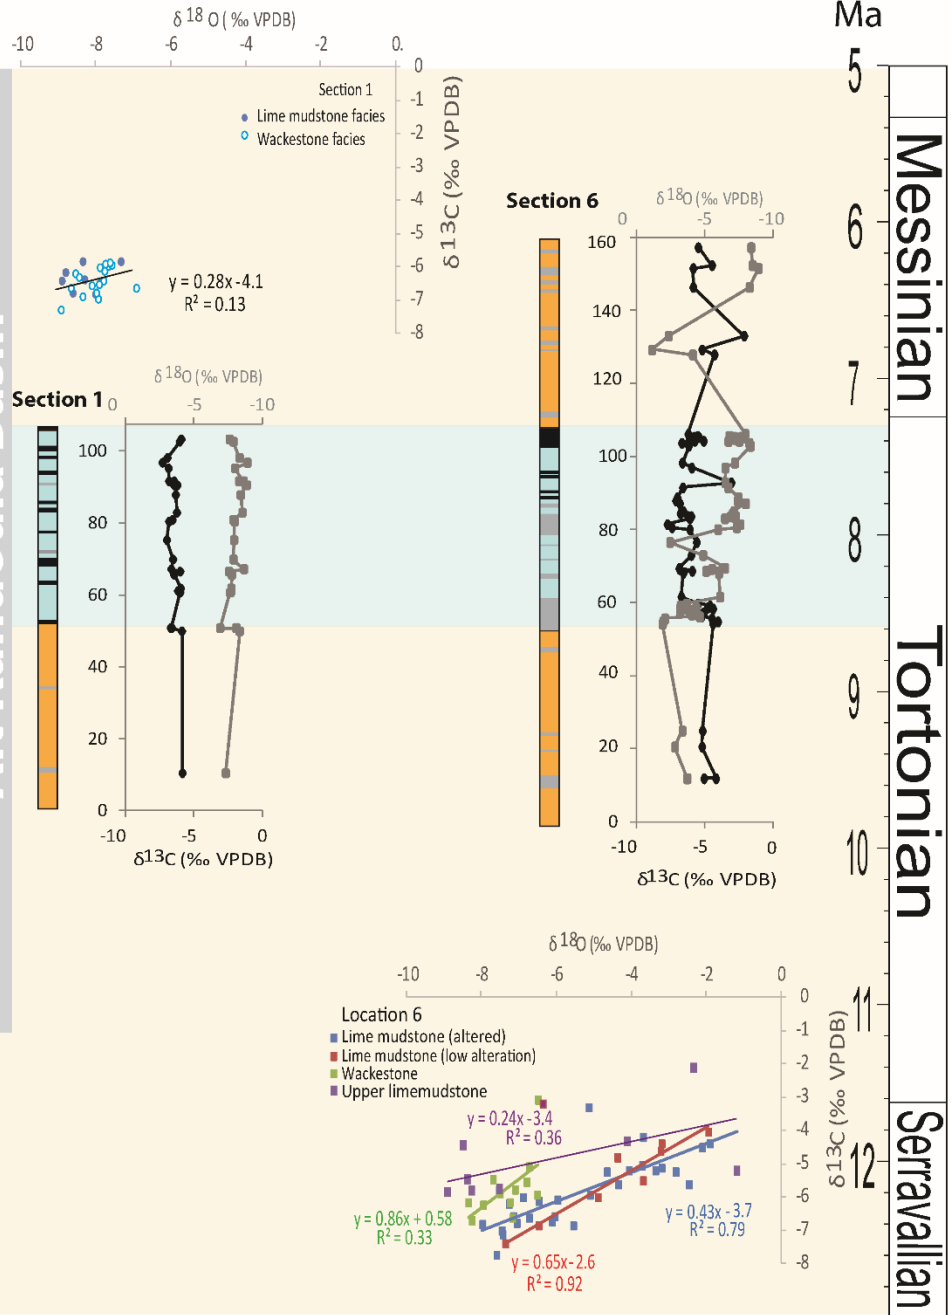 δ 18 O (‰ VPDB)
-10 -8 -6 -4 -2 0.
0
-1
-2
-3
-4
-5
-6
-7
-8
δ13C (‰ VPDB)
Section 1
Lime mudstone facies
Wackestone facies
y = 0.28x -4.1
R² = 0.13
Section 1
δ 18O (‰ VPDB)
0 -5 -10
100
80
60
40
20
0
-10 -5 0
δ13C (‰ VPDB)
Section 6
δ18O (‰ VPDB)
0 -5 -10
160
140
120
100
80
60
40
20
0
-10 -5 0
δ13C (‰ VPDB)
δ 18O (‰ VPDB)
-10 -8 -6 -4 -2 0
0
-1
-2
-3
-4
-5
-6
-7
-8
δ13C (‰ VPDB)
Location 6
Lime mudstone (altered)
Lime mudstone (low alteration)
Wackestone
Upper limemudstone
y = 0.24x -3.4
R² = 0.36
y = 0.86x + 0.58
R² = 0.33
y = 0.65x - 2.6
R² = 0.92
y = 0.43x - 3.7
R² = 0.79
Ma
5
6
7
8
9
10
11
12
Messinian
Tortonian
Serravallian